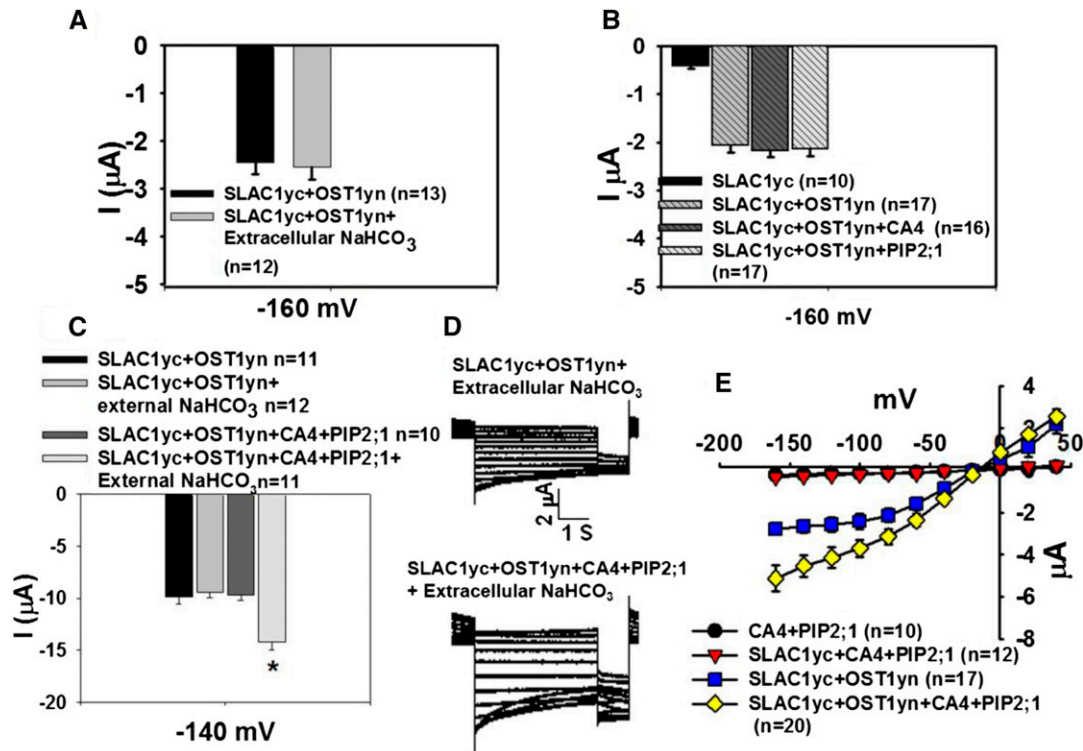 A
0
-1
-2
-3
-4
-5
I (μA)
SLAC1yc+OST1yn (n=13)
SLAC1yc+OST1yn+
Extracellular NaHCO3
(n=12)
-160 mV
B
0
-1
-2
-3
-4
-5
I μA
SLAC1yc (n=10)
SLAC1yc+OST1yn (n=17)
SLAC1yc+OST1yn+CA4 (n=16)
SLAC1yc+OST1yn+PIP2;1
(n=17)
-160 mV
C
SLAC1yc+OST1yn n=11
SLAC1yc+OST1yn+
external NaHCO3 n=12
SLAC1yc+OST1yn+CA4+PIP2;1 n=10
SLAC1yc+OST1yn+CA4+PIP2;1+
External NaHCO3n=11
0
-5
-10
-15
-20
I (μA)
*
-140 mV
D
SLAC1yc+OST1yn+
Extracellular NaHCO3
2 μA
1 S
SLAC1yc+OST1yn+CA4+PIP2;1
+ Extracellular NaHCO3
E
mV
-200 -150 -100 -50 0 50
4
2
-2
-4
-6
-8
μA
CA4+PIP2;1 (n=10)
SLAC1yc+CA4+PIP2;1 (n=12)
SLAC1yc+OST1yn (n=17)
SLAC1yc+OST1yn+CA4+PIP2;1
(n=20)